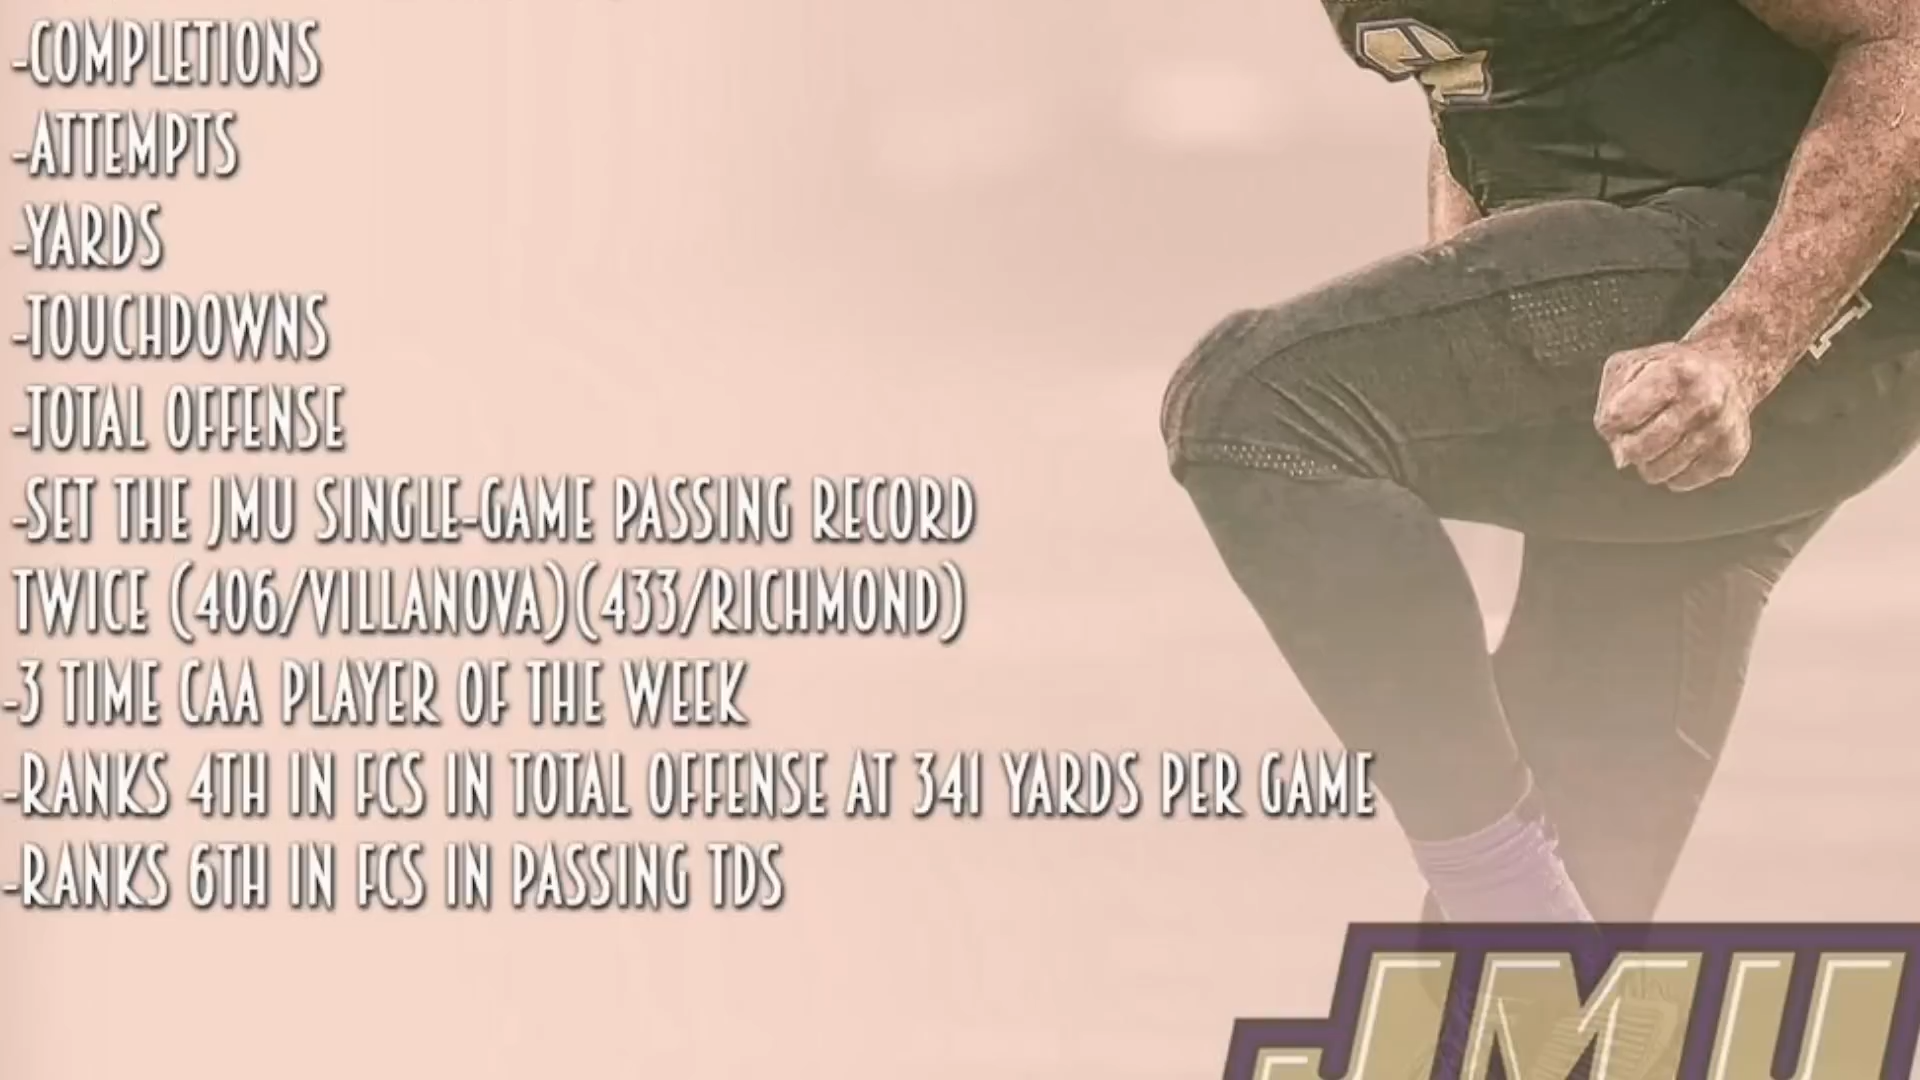 -COMPLETIONS
-ATTEMPTS
-YARDS
-TOUCHDOWNS
-TOTAL OFFENSE
-SET THE JMU SINGLE-GAME PASSING RECORD
TWICE (406/VILLANOVA)(433/RICHMOND)
-3 TIME CAA PLAYER OF THE WEEK
-RANKS 4TH IN FCS IN TOTAL OFFENSE AT 341 YARDS PER GAME
-RANKS 6TH IN FCS IN PASSING TDS
JMU